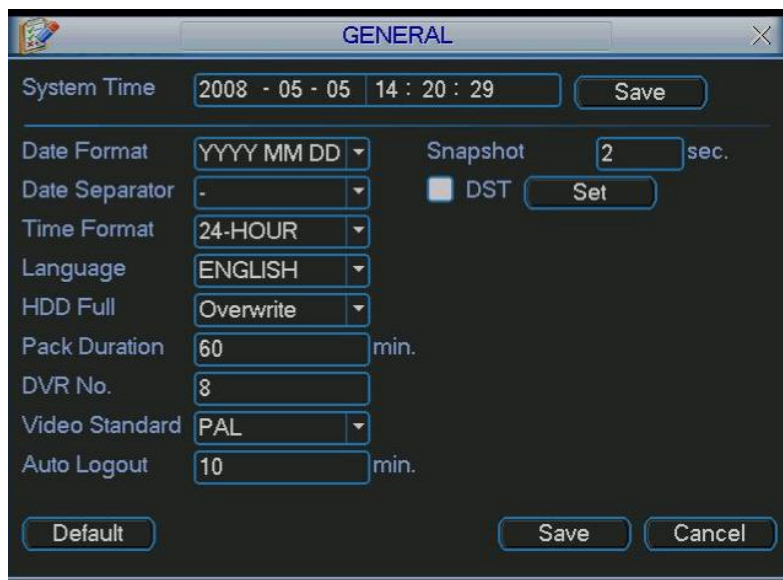 GENERAL
System Time 2008 - 05 - 05 14 : 20 : 29 Save
Date Format YYYY MM DD Snapshot 2 sec.
Date Separator - DST Set
Time Format 24-HOUR
Language ENGLISH
HDD Full Overwrite
Pack Duration 60 min.
DVR No. 8
Video Standard PAL
Auto Logout 10 min.
Default Save Cancel